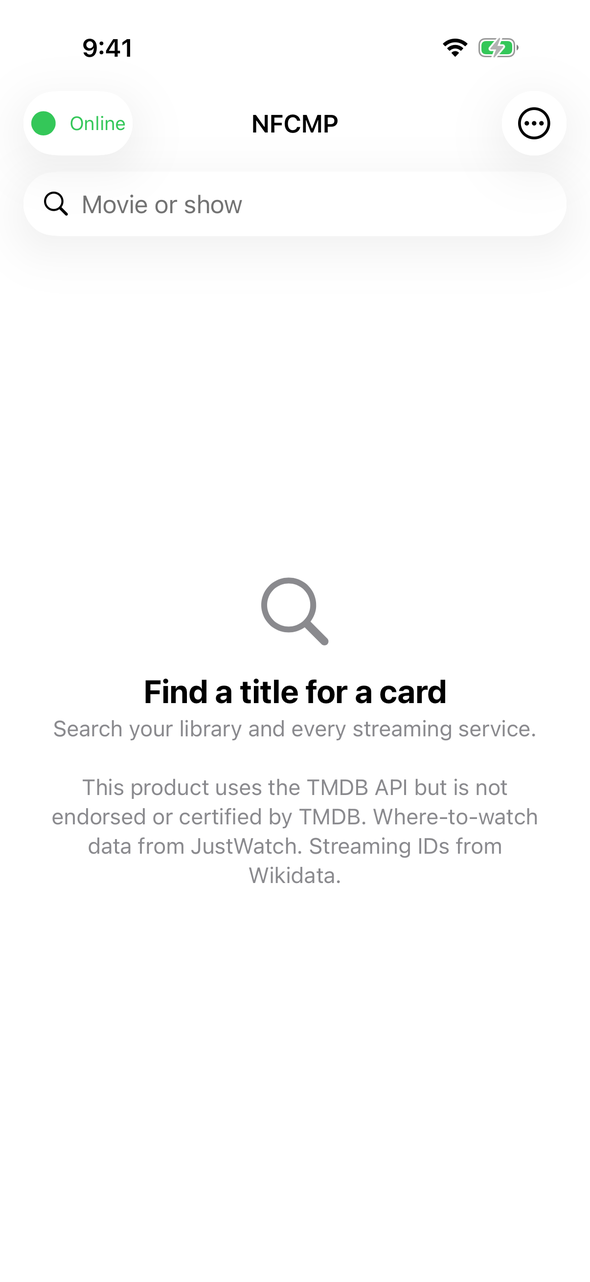 9:41
Online
NFCMP
Movie or show
Find a title for a card
Search your library and every streaming service.
This product uses the TMDB API but is not
endorsed or certified by TMDB. Where-to-watch
data from JustWatch. Streaming IDs from
Wikidata.